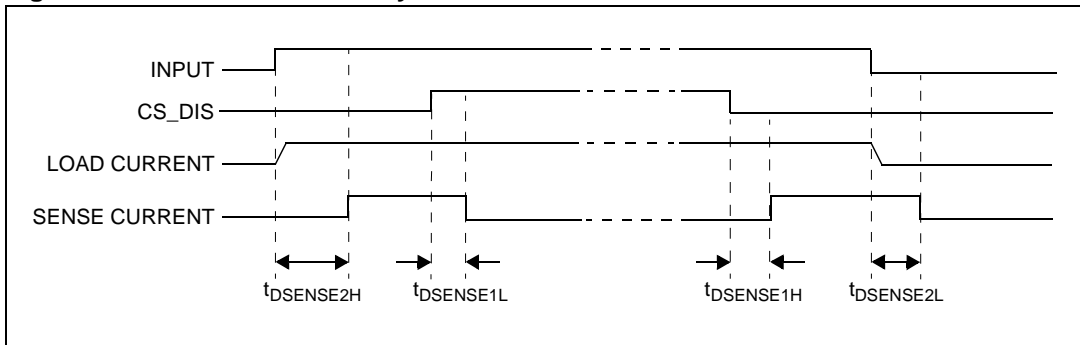 INPUT
CS_DIS
LOAD CURRENT
SENSE CURRENT
tDSENSE2H
tDSENSE1L
tDSENSE1H
tDSENSE2L